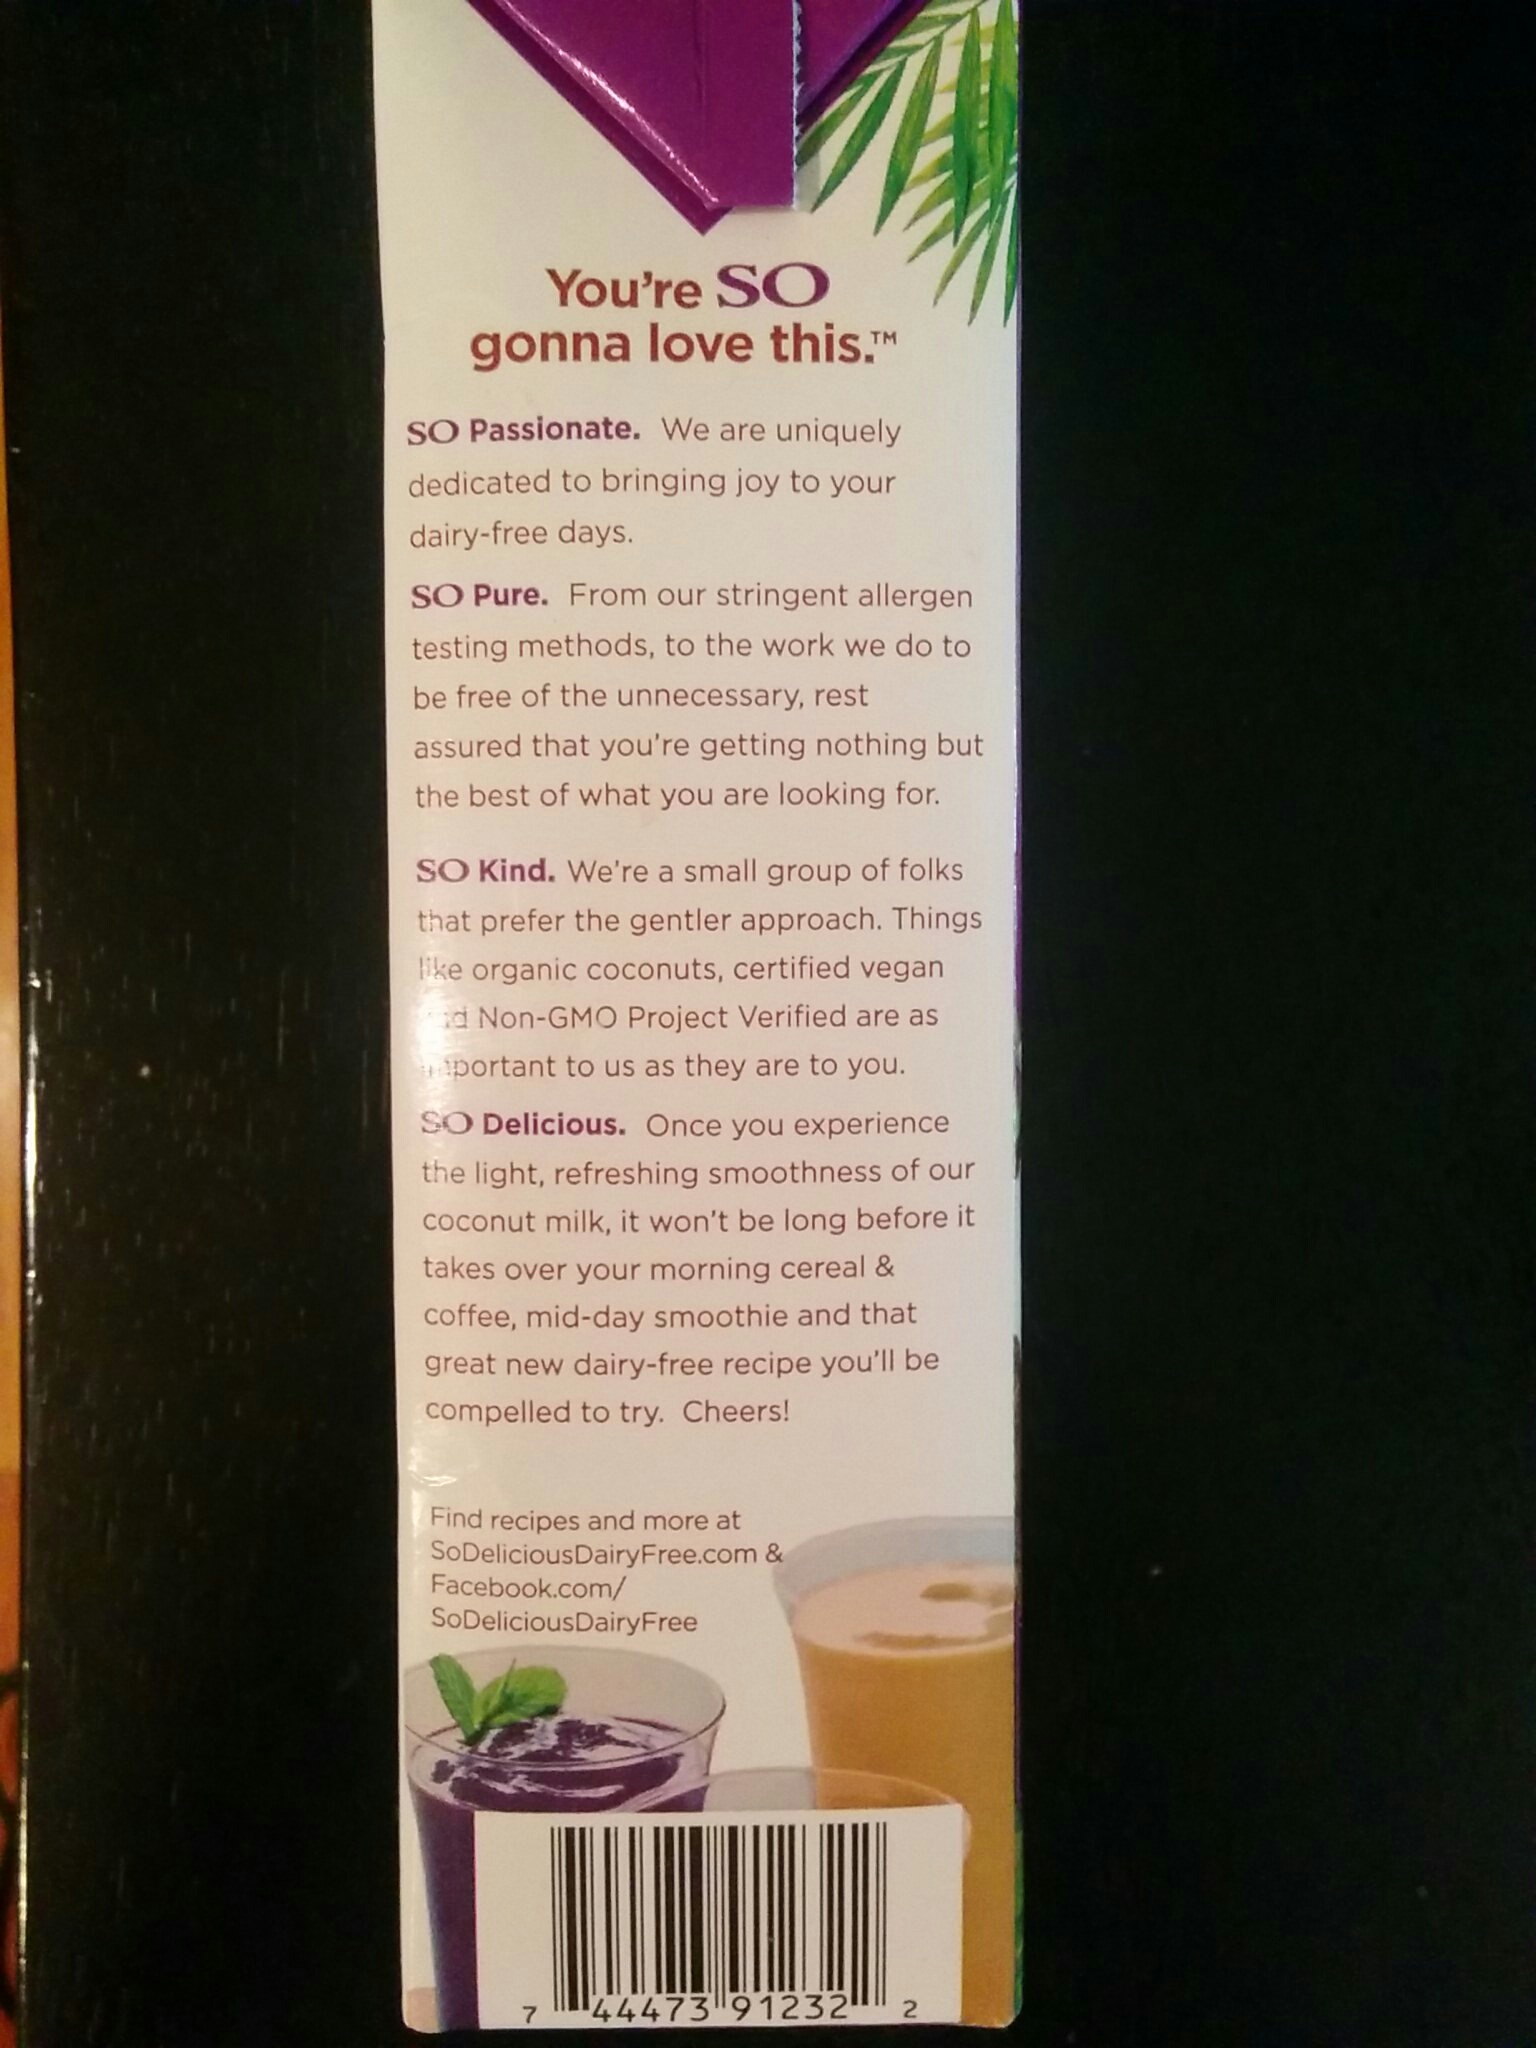 You're SO
gonna love this.™
SO Passionate. We are uniquely
dedicated to bringing joy to your
dairy-free days.
SO Pure. From our stringent allergen
testing methods, to the work we do to
be free of the unnecessary, rest
assured that you're getting nothing but
the best of what you are looking for.
SO Kind. We're a small group of folks
that prefer the gentler approach. Things
like organic coconuts, certified vegan
and Non-GMO Project Verified are as
important to us as they are to you.
SO Delicious. Once you experience
the light, refreshing smoothness of our
coconut milk, it won't be long before it
takes over your morning cereal &
coffee, mid-day smoothie and that
great new dairy-free recipe you'll be
compelled to try. Cheers!
Find recipes and more at
SoDeliciousDairyFree.com &
Facebook.com/
SoDeliciousDairyFree
7 44473 91232 2